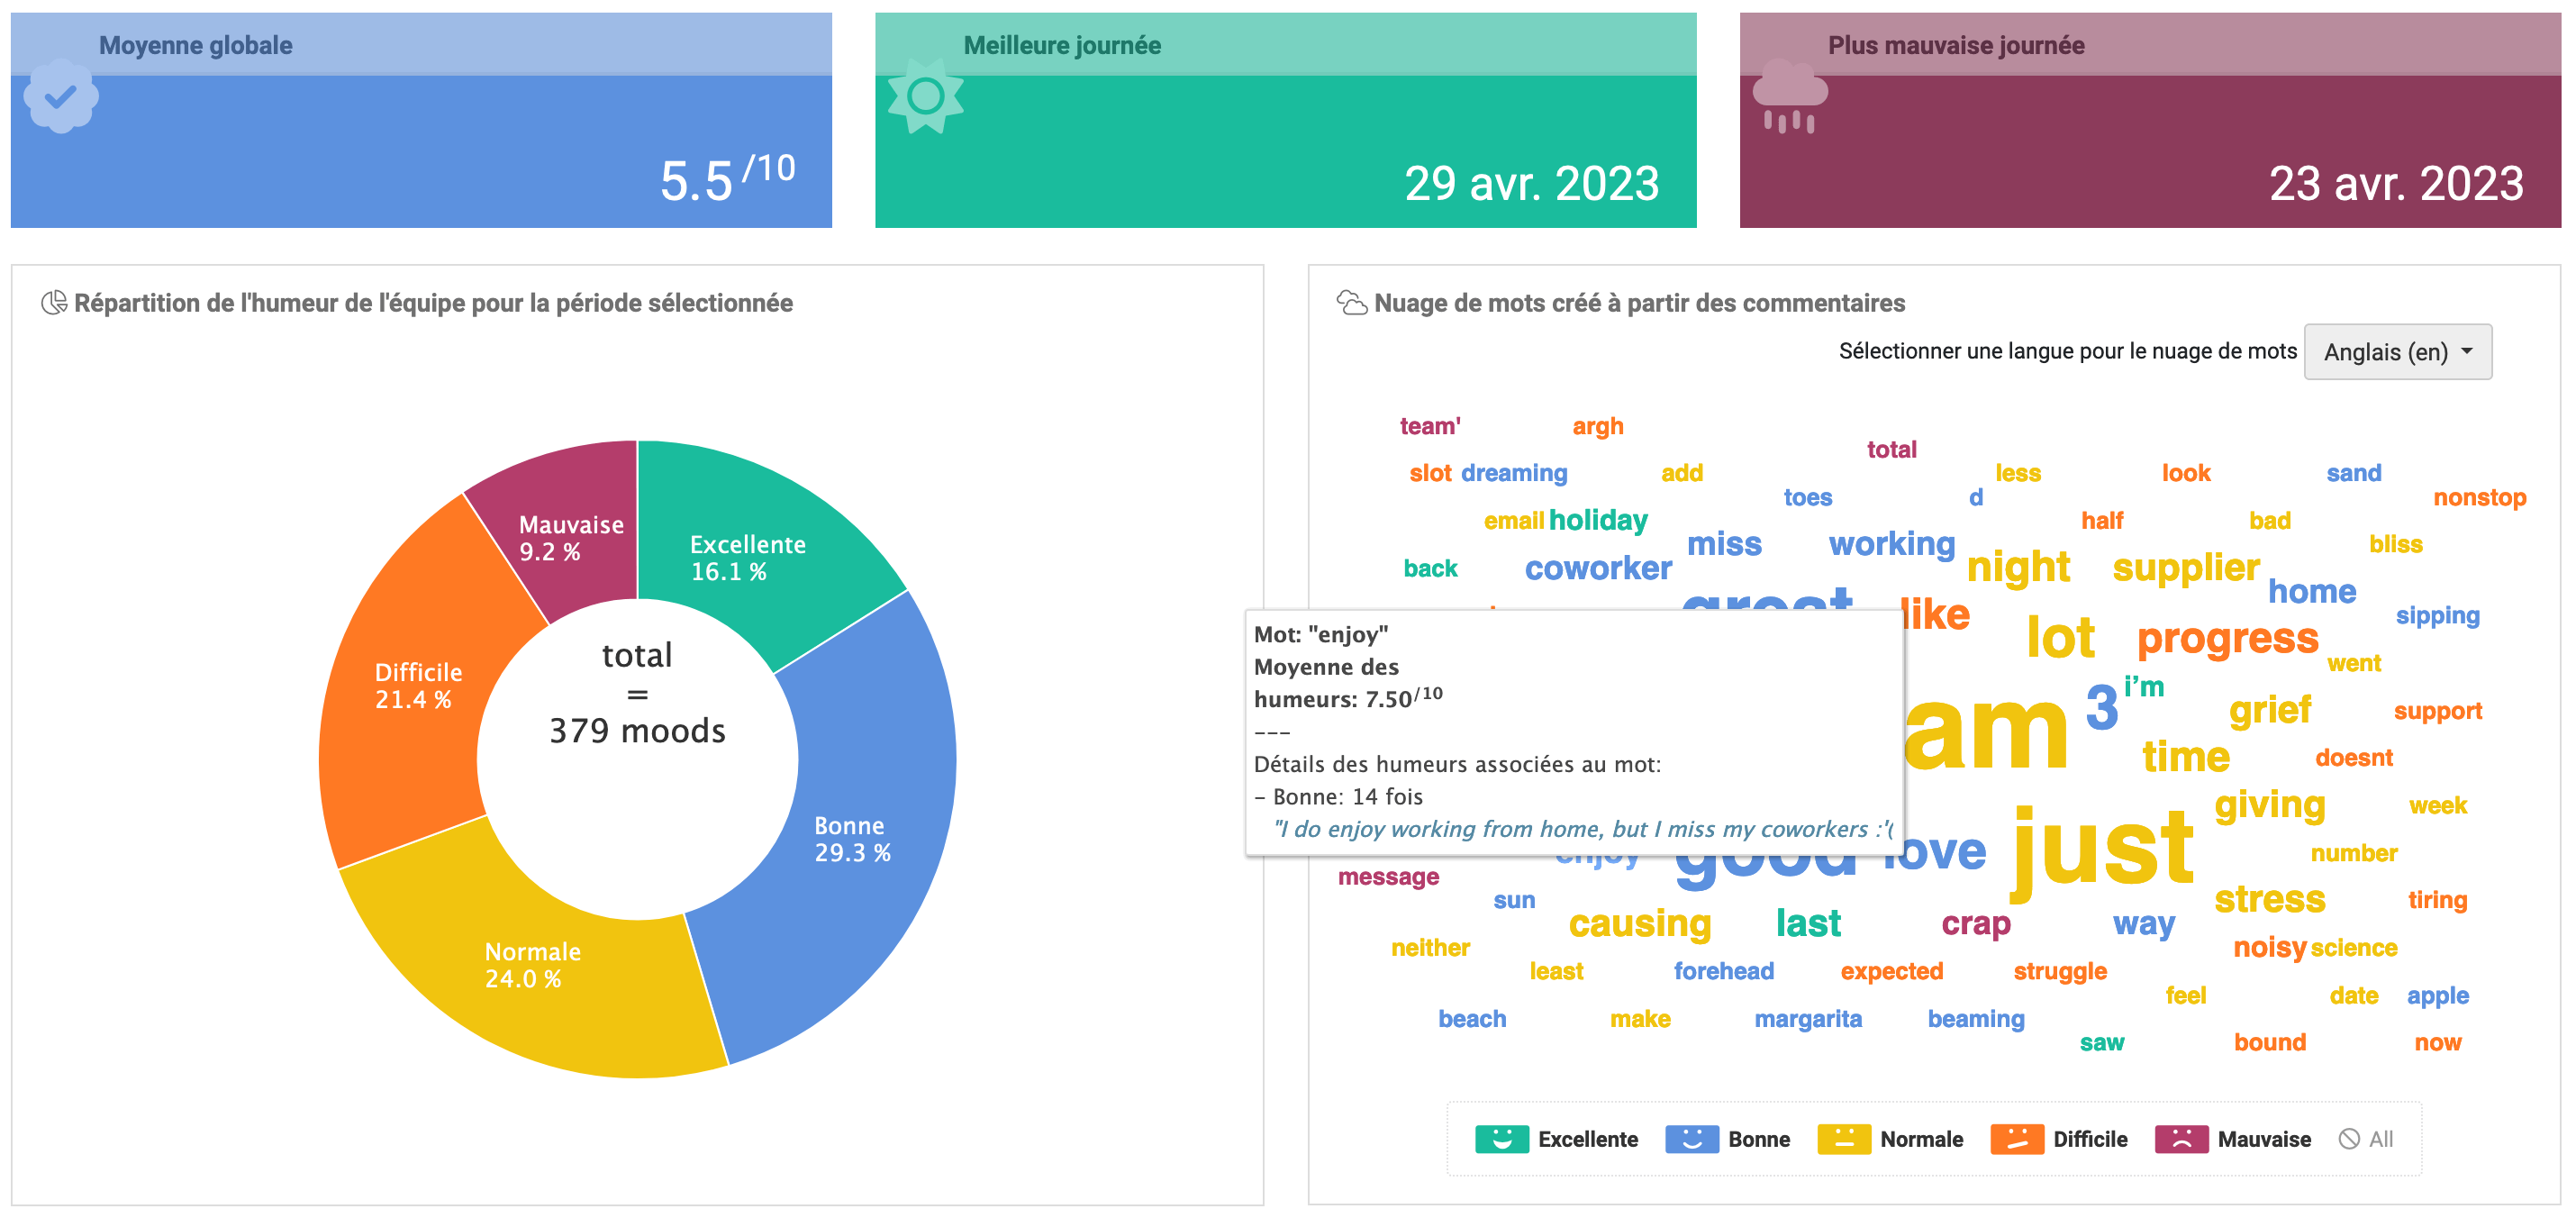 Moyenne globale
5.5 /10
Meilleure journée
29 avr. 2023
Plus mauvaise journée
23 avr. 2023
Répartition de l'humeur de l'équipe pour la période sélectionnée
Mauvaise
9.2 %
Excellente
16.1 %
Difficile
21.4 %
total
=
379 moods
Bonne
29.3 %
Normale
24.0 %
Nuage de mots créé à partir des commentaires
Sélectionner une langue pour le nuage de mots Anglais (en)
team' argh
total
slot dreaming add less look sand
toes d nonstop
email holiday half bad
miss working bliss
back coworker night supplier
great home
like sipping
lot progress
went
i'm
am 3 grief support
time doesnt
giving week
Mot: "enjoy"
Moyenne des
humeurs: 7.50/10
---
Détails des humeurs associées au mot:
- Bonne: 14 fois
"I do enjoy working from home, but I miss my coworkers :'(
enjoy good love just number
message
sun stress tiring
causing last crap way
neither noisy science
least forehead expected struggle
feel date apple
beach make margarita beaming
saw bound now
Excellente Bonne Normale Difficile Mauvaise All